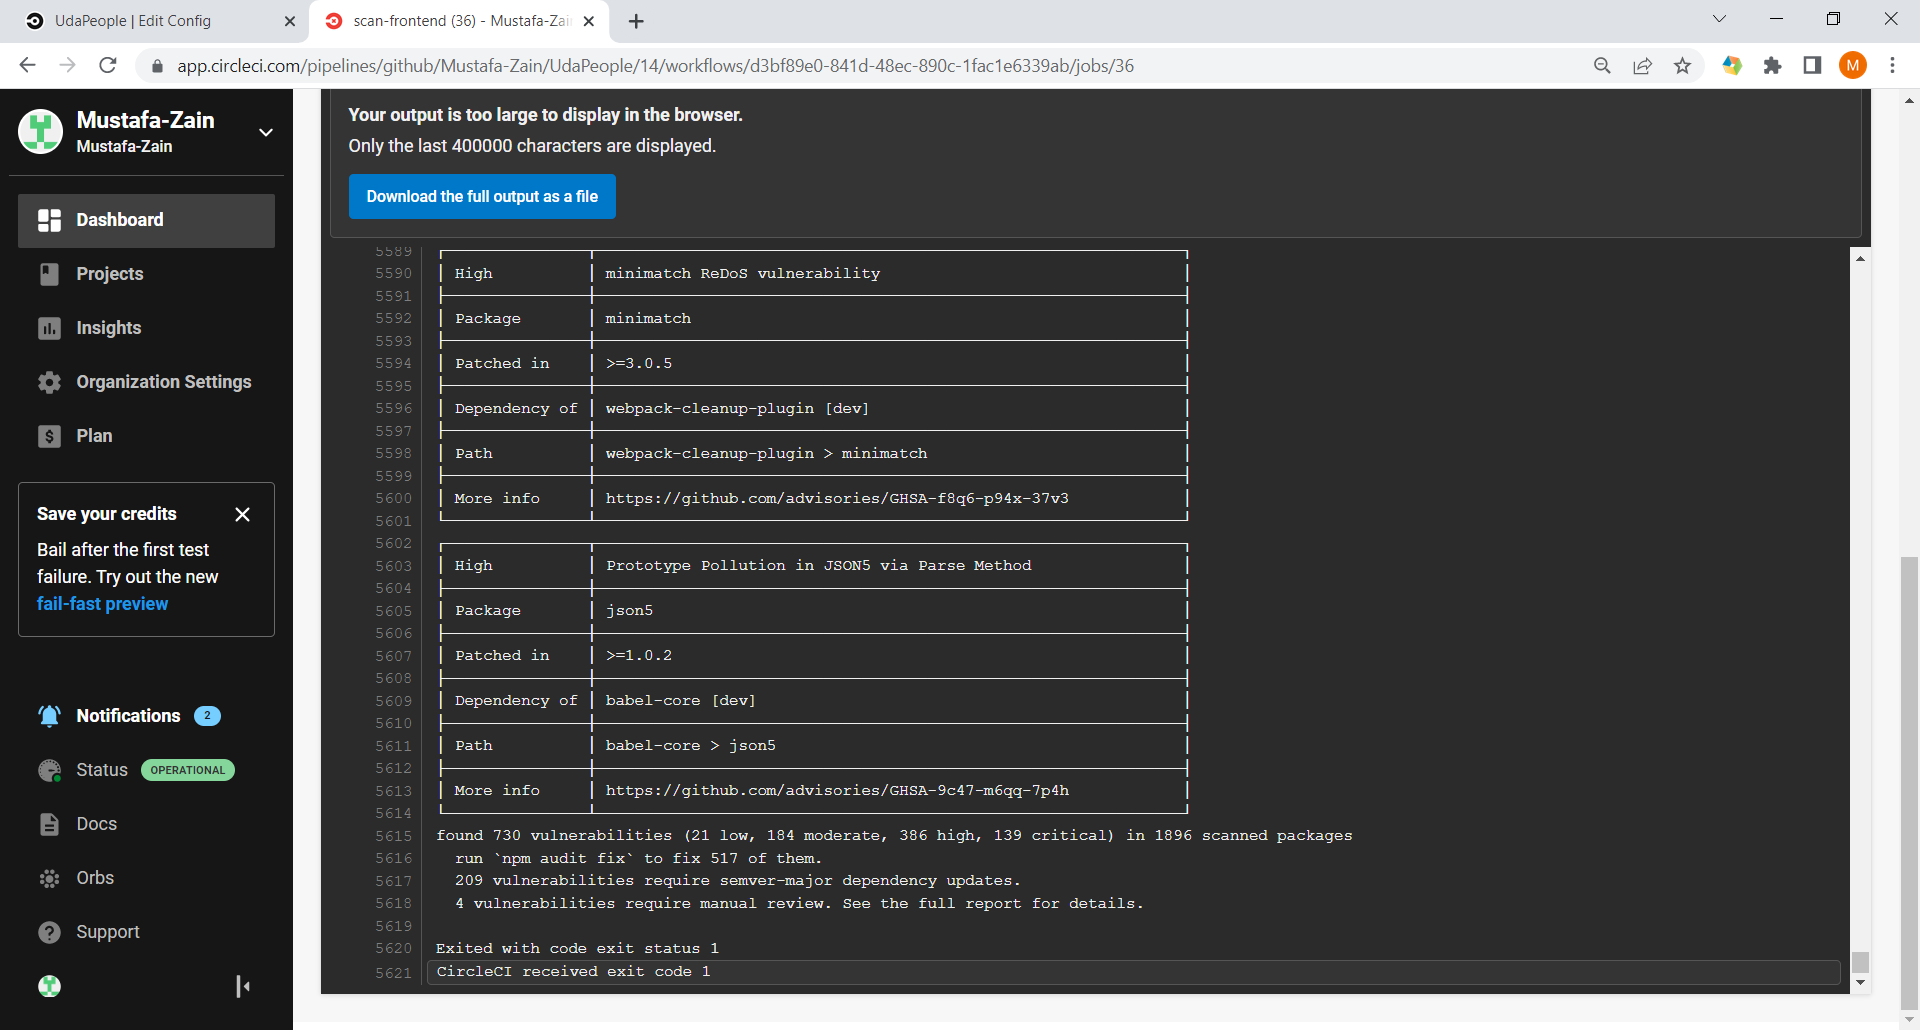 UdaPeople | Edit Config
scan-frontend (36) - Mustafa-Zai
app.circleci.com/pipelines/github/Mustafa-Zain/UdaPeople/14/workflows/d3bf89e0-841d-48ec-890c-1fac1e6339ab/jobs/36
M
Mustafa-Zain
Mustafa-Zain
Dashboard
Projects
Insights
Organization Settings
$ Plan
Save your credits
Bail after the first test
failure. Try out the new
fail-fast preview
Notifications 2
Status OPERATIONAL
Docs
Orbs
? Support
Your output is too large to display in the browser.
Only the last 400000 characters are displayed.
Download the full output as a file
5589
5590 High minimatch ReDoS vulnerability
5591
5592 Package minimatch
5593
5594 Patched in >=3.0.5
5595
5596 Dependency of webpack-cleanup-plugin [dev]
5597
5598 Path webpack-cleanup-plugin > minimatch
5599
5600 More info https://github.com/advisories/GHSA-f8q6-p94x-37v3
5601
5602
5603 High Prototype Pollution in JSON5 via Parse Method
5604
5605 Package json5
5606
5607 Patched in >=1.0.2
5608
5609 Dependency of babel-core [dev]
5610
5611 Path babel-core > json5
5612
5613 More info https://github.com/advisories/GHSA-9c47-m6qq-7p4h
5614
5615 found 730 vulnerabilities (21 low, 184 moderate, 386 high, 139 critical) in 1896 scanned packages
5616 run `npm audit fix` to fix 517 of them.
5617 209 vulnerabilities require semver-major dependency updates.
5618 4 vulnerabilities require manual review. See the full report for details.
5619
5620 Exited with code exit status 1
5621 CircleCI received exit code 1